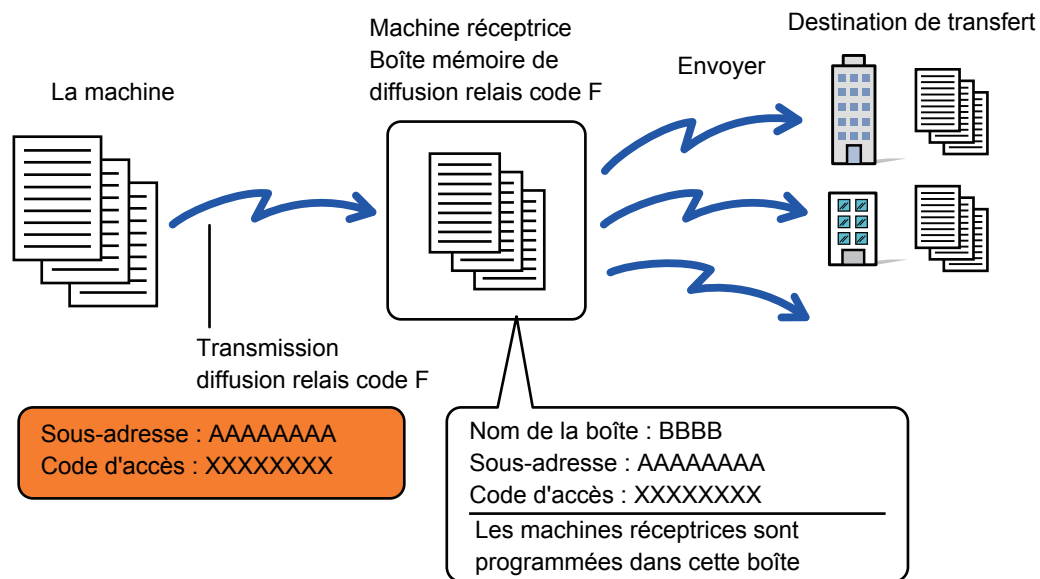 La machine
Machine réceptrice
Boîte mémoire de
diffusion relais code F
Envoyer
Destination de transfert
Transmission
diffusion relais code F
Sous-adresse : AAAAAAAA
Code d'accès : XXXXXXXX
Nom de la boîte : BBBB
Sous-adresse : AAAAAAAA
Code d'accès : XXXXXXXX
Les machines réceptrices sont
programmées dans cette boîte